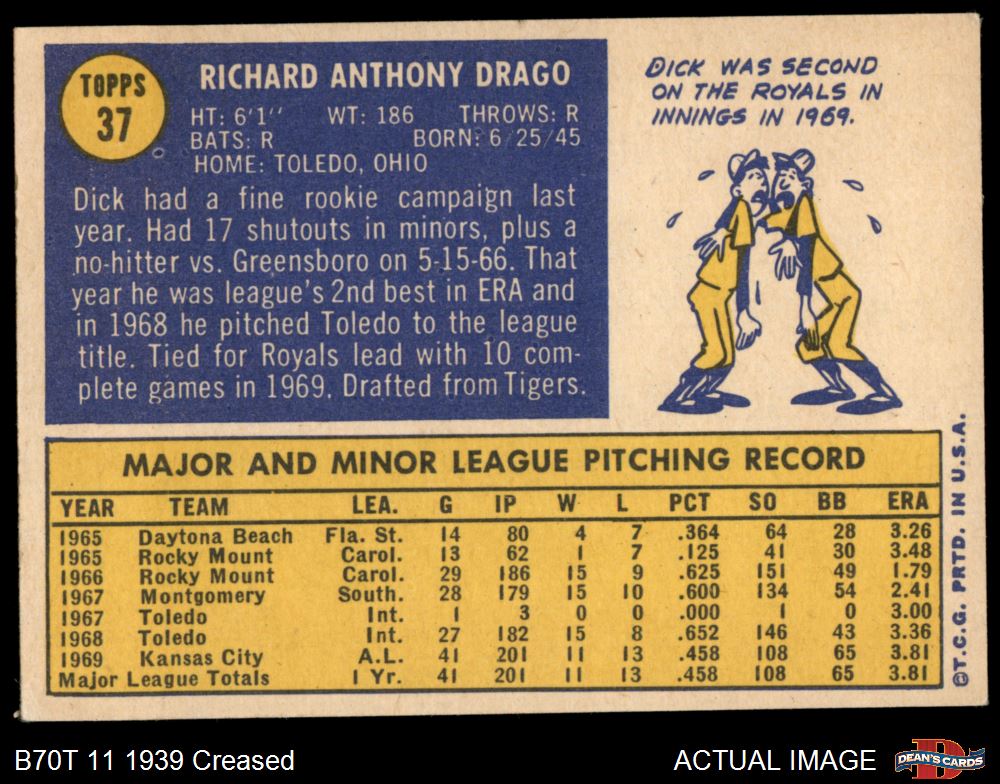 TOPPS
37
RICHARD ANTHONY DRAGO
HT: 6'1" WT: 186 THROWS: R
BATS: R BORN: 6/25/45
HOME: TOLEDO, OHIO
Dick had a fine rookie campaign last
year. Had 17 shutouts in minors, plus a
no-hitter vs. Greensboro on 5-15-66. That
year he was league's 2nd best in ERA and
in 1968 he pitched Toledo to the league
title. Tied for Royals lead with 10 com-
plete games in 1969. Drafted from Tigers.
DICK WAS SECOND
ON THE ROYALS IN
INNINGS IN 1969.
MAJOR AND MINOR LEAGUE PITCHING RECORD
YEAR TEAM LEA. G IP W L PCT SO BB ERA
1965 Daytona Beach Fla. St. 14 80 4 7 .364 64 28 3.26
1965 Rocky Mount Carol. 13 62 1 7 .125 41 30 3.48
1966 Rocky Mount Carol. 29 186 15 9 .625 151 49 1.79
1967 Montgomery South. 28 179 15 10 .600 134 54 2.41
1967 Toledo Int. 1 3 0 0 .000 1 0 3.00
1968 Toledo Int. 27 182 15 8 .652 146 43 3.36
1969 Kansas City A.L. 41 201 11 13 .458 108 65 3.81
Major League Totals 1 Yr. 41 201 11 13 .458 108 65 3.81
©T.C.G. PRTD. IN U.S.A.
B70T 11 1939 Creased
ACTUAL IMAGE
D
DEAN'S CARDS